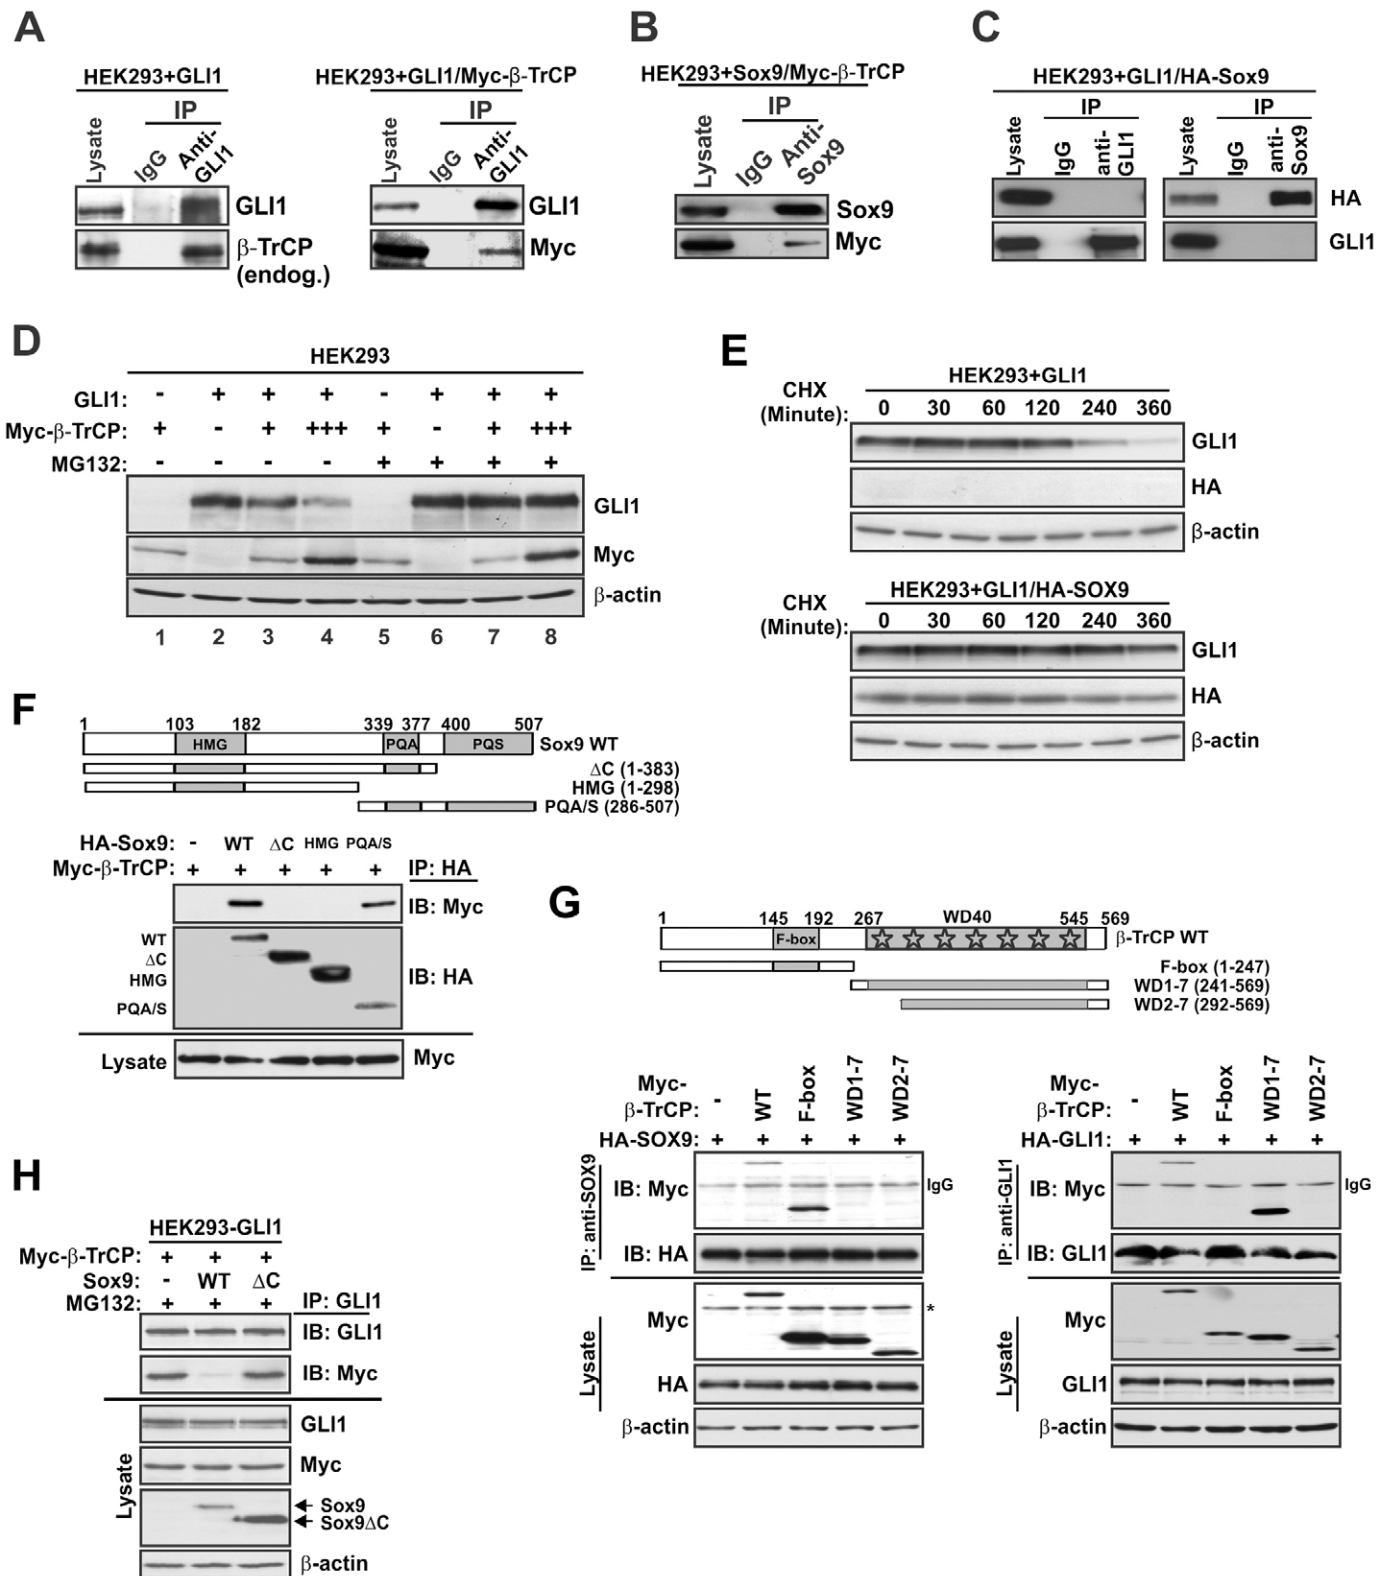 A
HEK293+GLI1
IP
Lysate
IgG
Anti-
GLI1
GLI1
β-TrCP
(endog.)
HEK293+GLI1/Myc-β-TrCP
IP
Lysate
IgG
Anti-
GLI1
GLI1
Myc
B
HEK293+Sox9/Myc-β-TrCP
IP
Lysate
IgG
Anti-
Sox9
Sox9
Myc
C
HEK293+GLI1/HA-Sox9
IP
IP
Lysate
IgG
anti-
GLI1
Lysate
IgG
anti-
Sox9
HA
GLI1
D
HEK293
GLI1: - + + + - + + +
Myc-β-TrCP: + - + +++ + - + +++
MG132: - - - - + + + +
GLI1
Myc
β-actin
1 2 3 4 5 6 7 8
E
HEK293+GLI1
CHX
(Minute): 0 30 60 120 240 360
GLI1
HA
β-actin
HEK293+GLI1/HA-SOX9
CHX
(Minute): 0 30 60 120 240 360
GLI1
HA
β-actin
F
1 103 182 339 377 400 507
HMG PQA PQS Sox9 WT
ΔC (1-383)
HMG (1-298)
PQA/S (286-507)
HA-Sox9: - WT ΔC HMG PQA/S
Myc-β-TrCP: + + + + + IP: HA
IB: Myc
WT
ΔC
HMG
PQA/S
IB: HA
Lysate
Myc
G
1 145 192 267 WD40 545 569
F-box β-TrCP WT
F-box (1-247)
WD1-7 (241-569)
WD2-7 (292-569)
Myc-
β-TrCP: - WT F-box WD1-7 WD2-7
HA-SOX9: + + + + +
IP: anti-SOX9
IB: Myc
IgG
IB: HA
Lysate
Myc
*
HA
β-actin
Myc-
β-TrCP: - WT F-box WD1-7 WD2-7
HA-GLI1: + + + + +
IP: anti-GLI1
IB: Myc
IgG
IB: GLI1
Lysate
Myc
GLI1
β-actin
H
HEK293-GLI1
Myc-β-TrCP: + + +
Sox9: - WT ΔC
MG132: + + + IP: GLI1
IB: GLI1
IB: Myc
Lysate
GLI1
Myc
Sox9
Sox9ΔC
β-actin